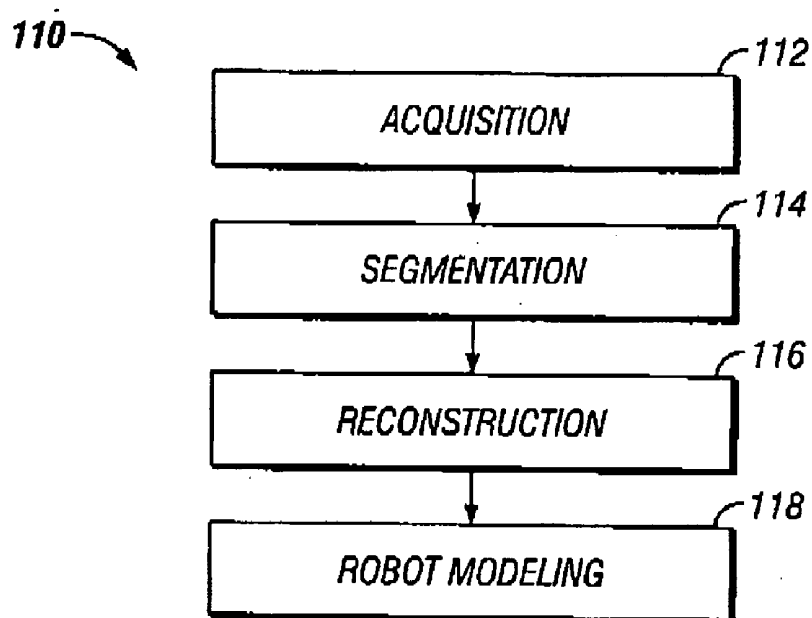 110
112
ACQUISITION
114
SEGMENTATION
116
RECONSTRUCTION
118
ROBOT MODELING